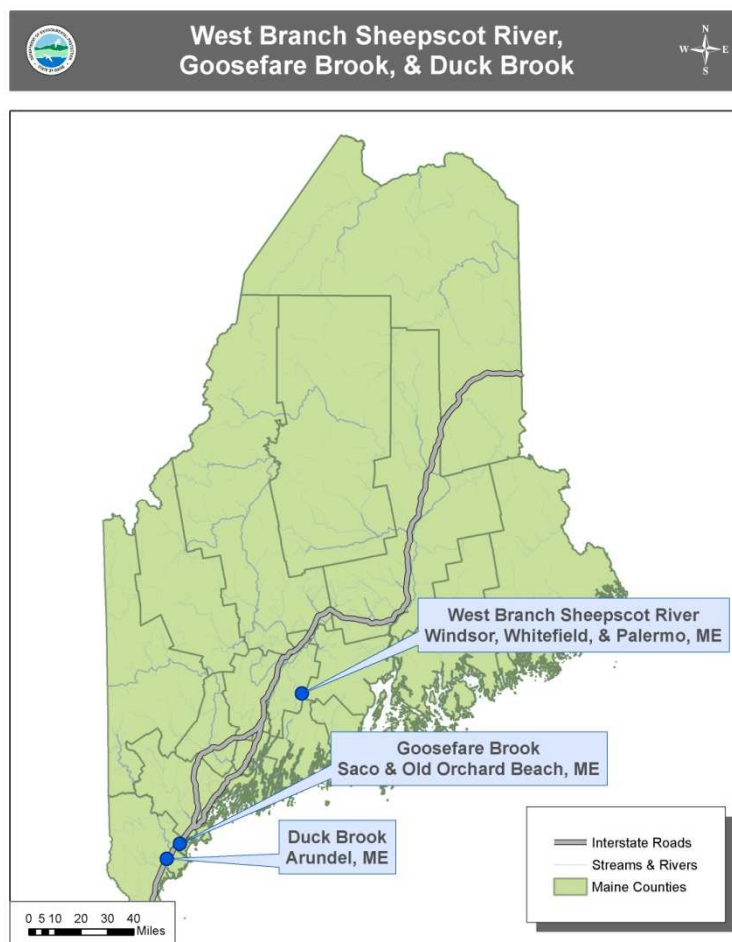 West Branch Sheepscot River,
Goosefare Brook, & Duck Brook
N
W E
S
West Branch Sheepscot River
Windsor, Whitefield, & Palermo, ME
Goosefare Brook
Saco & Old Orchard Beach, ME
Duck Brook
Arundel, ME
Interstate Roads
Streams & Rivers
Maine Counties
0 5 10 20 30 40
Miles